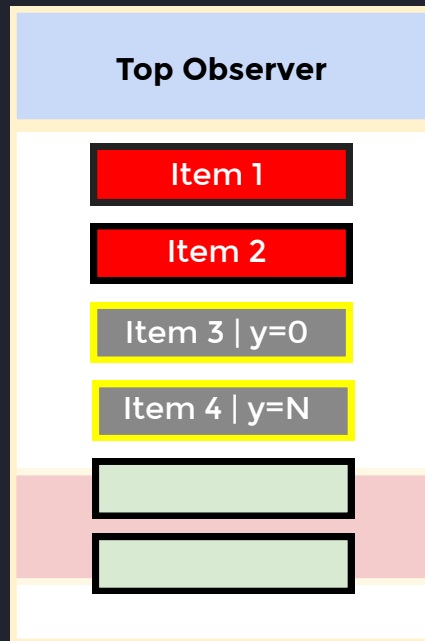 Top Observer
Item 1
Item 2
Item 3 | y=0
Item 4 | y=N